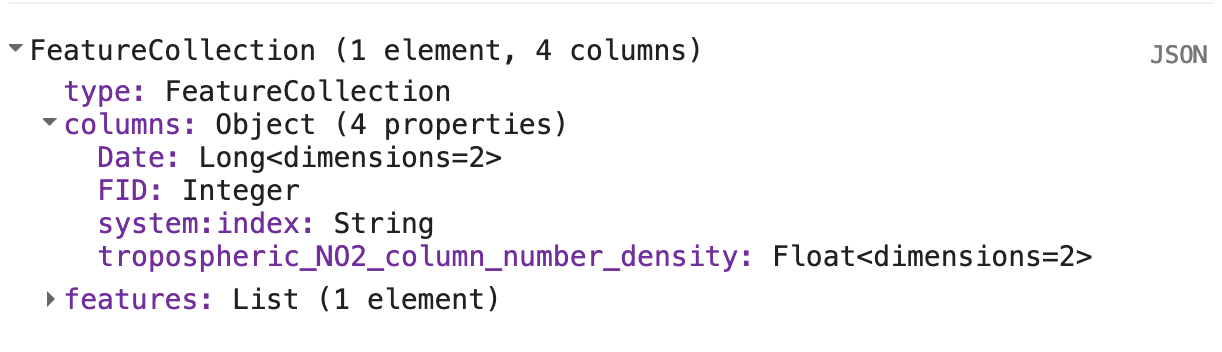 FeatureCollection (1 element, 4 columns)
JSON
type: FeatureCollection
columns: Object (4 properties)
Date: Long<dimensions=2>
FID: Integer
system:index: String
tropospheric_NO2_column_number_density: Float<dimensions=2>
features: List (1 element)